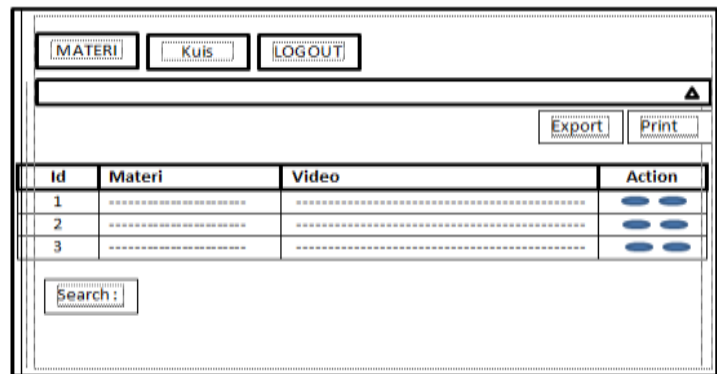 MATERI Kuis LOGOUT
Export Print
Id Materi Video Action
1 ---------------------- ----------------------------------------------
2 ---------------------- ----------------------------------------------
3 ---------------------- ----------------------------------------------
Search :